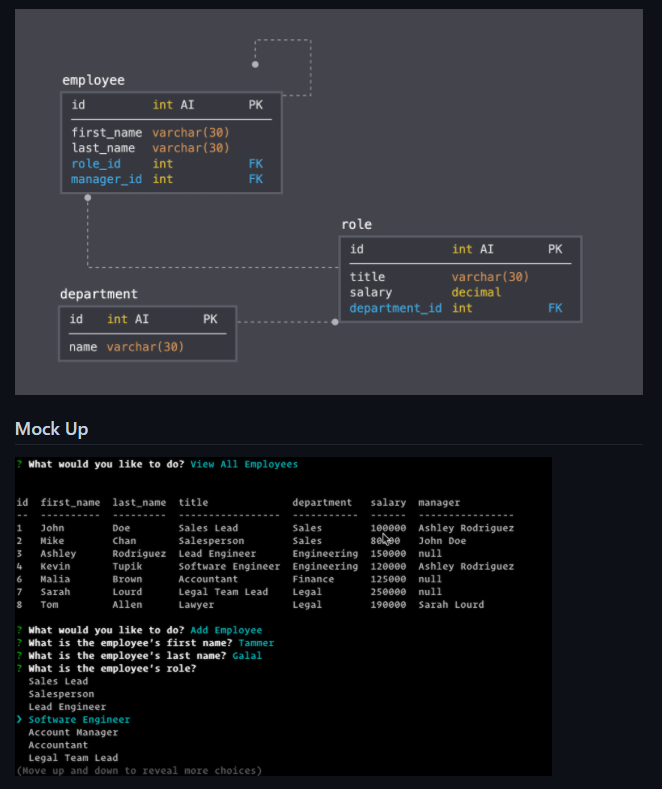 employee
id int AI PK
first_name varchar(30)
last_name varchar(30)
role_id int FK
manager_id int FK
role
id int AI PK
title varchar(30)
salary decimal
department_id int FK
department
id int AI PK
name varchar(30)
Mock Up
? What would you like to do? View All Employees
id first_name last_name title department salary manager
-- ---------- --------- ----------------- ----------- ------ ----------------
1 John Doe Sales Lead Sales 100000 Ashley Rodriguez
2 Mike Chan Salesperson Sales 80000 John Doe
3 Ashley Rodriguez Lead Engineer Engineering 150000 null
4 Kevin Tupik Software Engineer Engineering 120000 Ashley Rodriguez
6 Malia Brown Accountant Finance 125000 null
7 Sarah Lourd Legal Team Lead Legal 250000 null
8 Tom Allen Lawyer Legal 190000 Sarah Lourd
? What would you like to do? Add Employee
? What is the employee's first name? Tammer
? What is the employee's last name? Galal
? What is the employee's role?
Sales Lead
Salesperson
Lead Engineer
❯ Software Engineer
Account Manager
Accountant
Legal Team Lead
(Move up and down to reveal more choices)